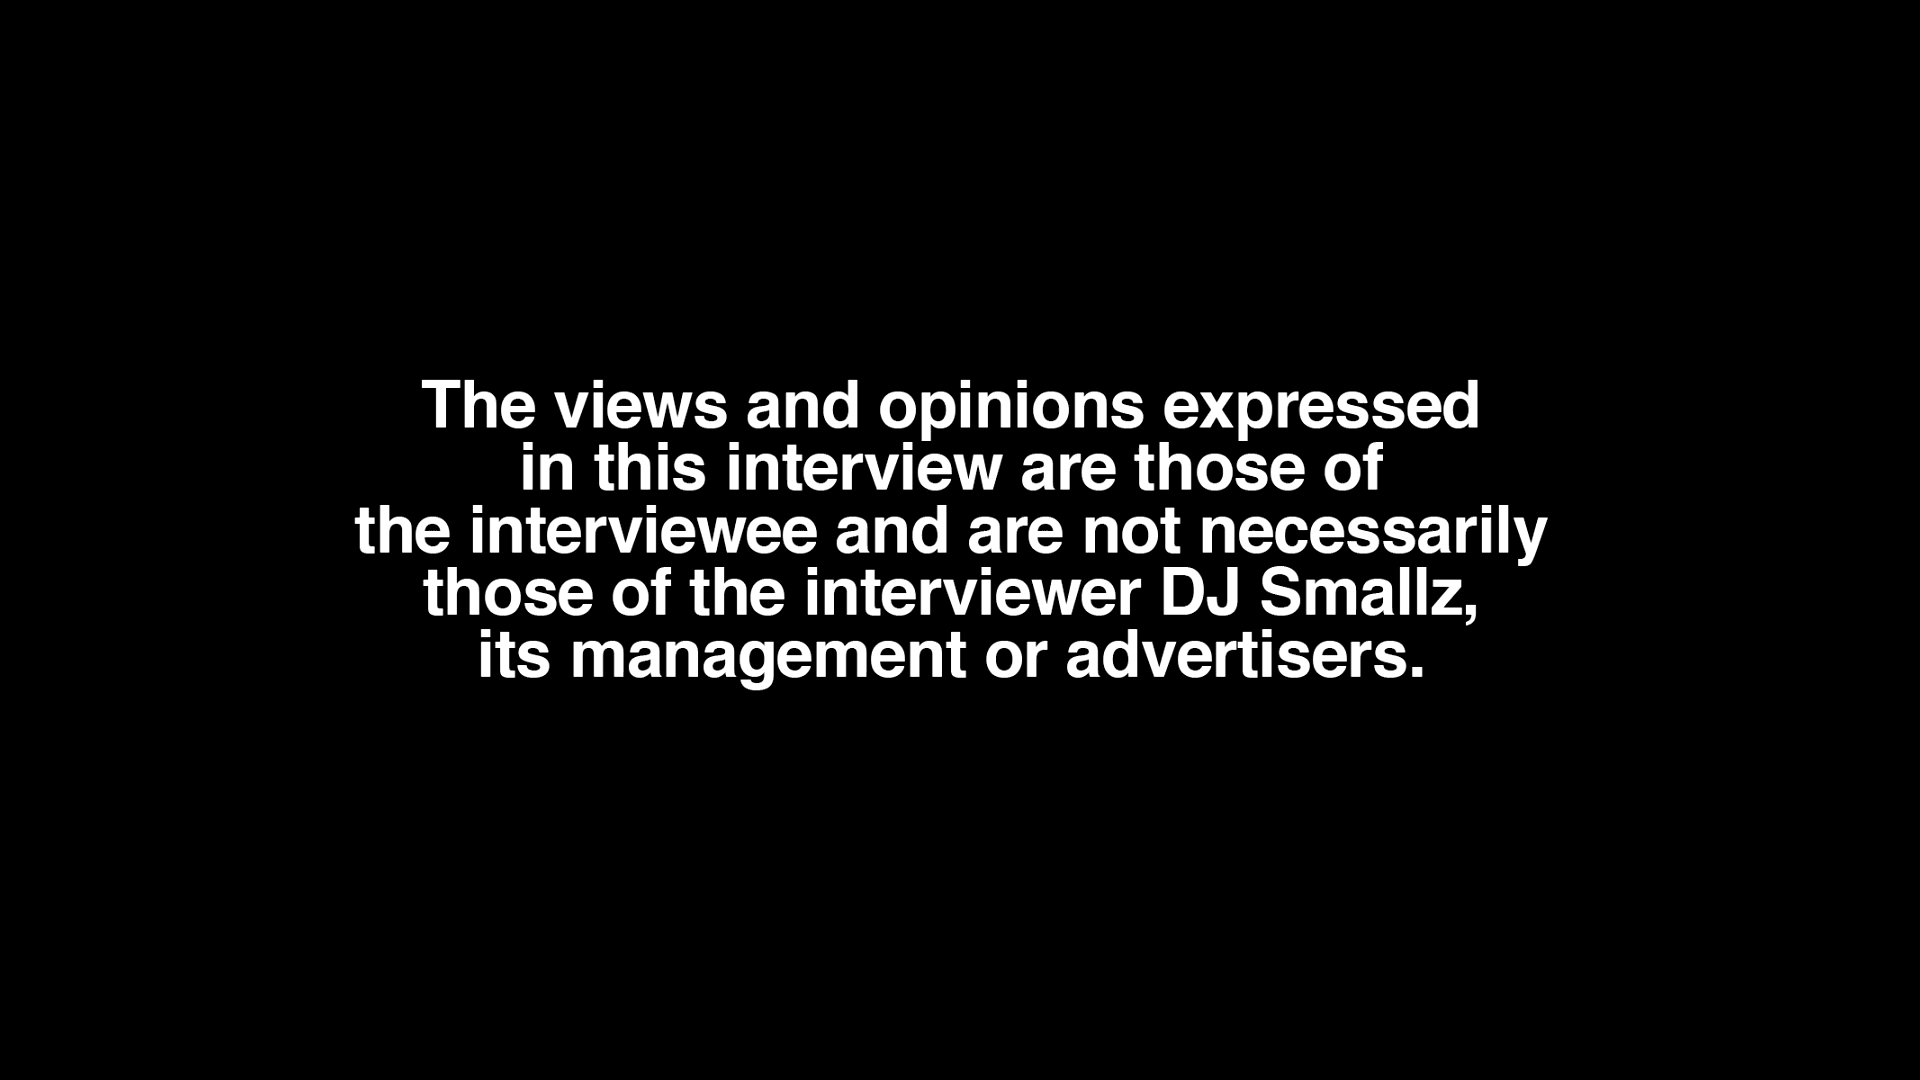 The views and opinions expressed
in this interview are those of
the interviewee and are not necessarily
those of the interviewer DJ Smallz,
its management or advertisers.